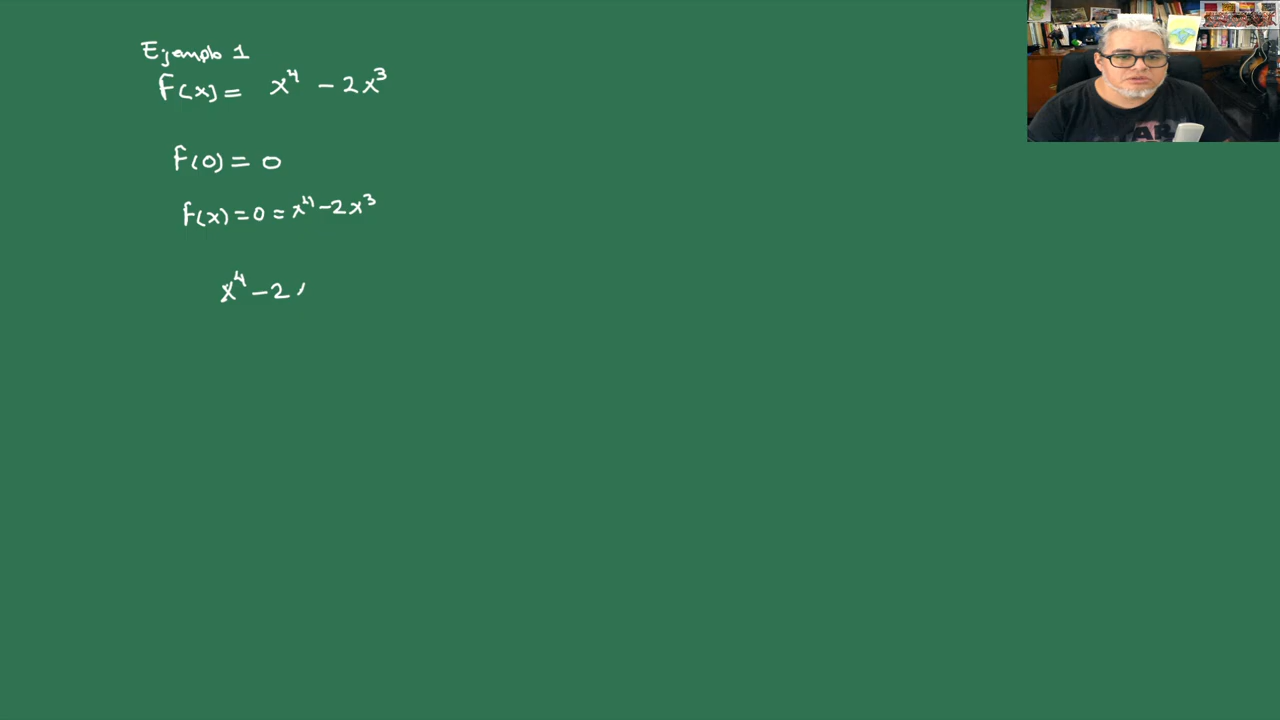 Ejemplo 1
F(x) = x⁴ - 2x³
F(0) = 0
F(x) = 0 = x⁴ - 2x³
x⁴ - 2